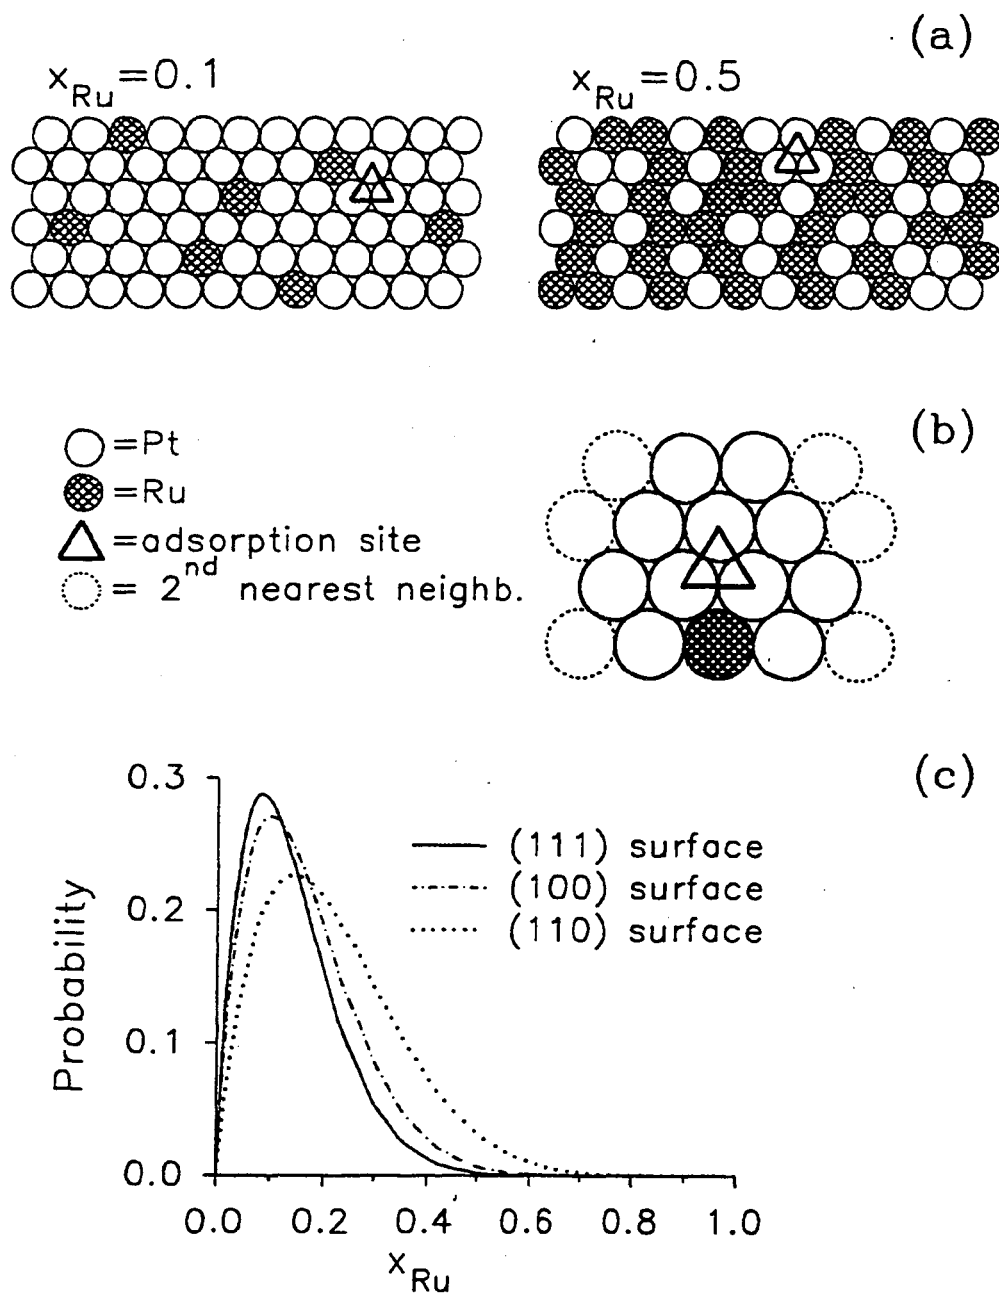 (a)
x_Ru=0.1
x_Ru=0.5
(b)
=Pt
=Ru
=adsorption site
= 2nd nearest neighb.
(c)
0.3
0.2
0.1
0.0
Probability
(111) surface
(100) surface
(110) surface
0.0 0.2 0.4 0.6 0.8 1.0
x_Ru